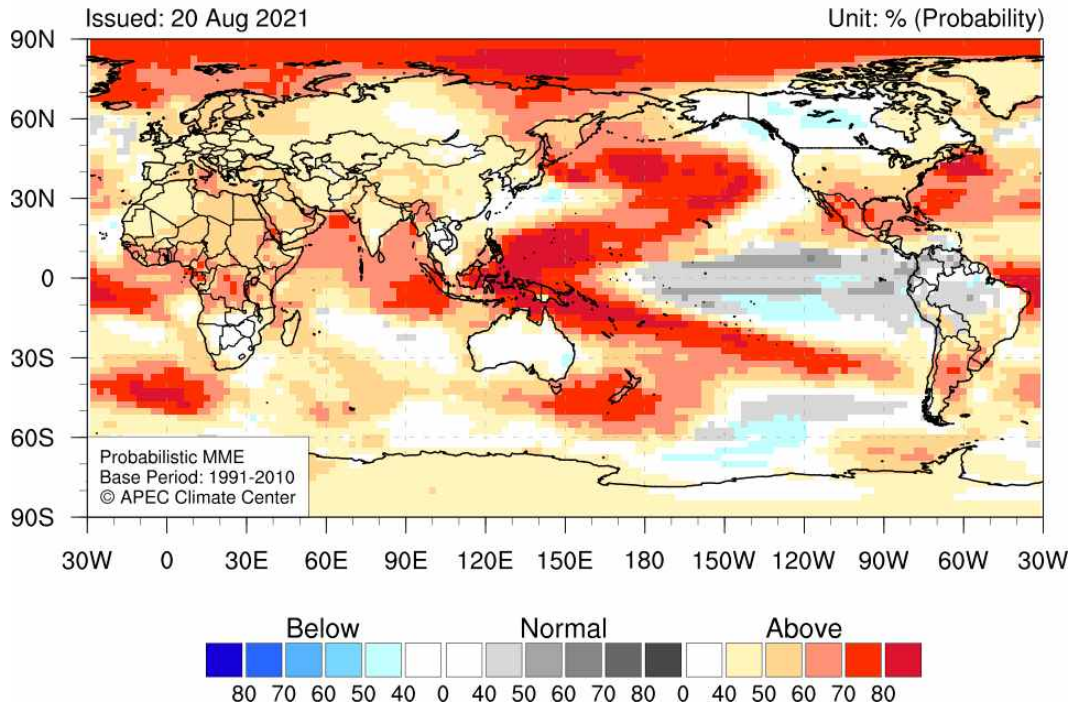 Issued: 20 Aug 2021 Unit: % (Probability)
90N
60N
30N
0
30S
60S
90S
Probabilistic MME
Base Period: 1991-2010
© APEC Climate Center
30W 0 30E 60E 90E 120E 150E 180 150W 120W 90W 60W 30W
Below Normal Above
80 70 60 50 40 0 40 50 60 70 80 0 40 50 60 70 80